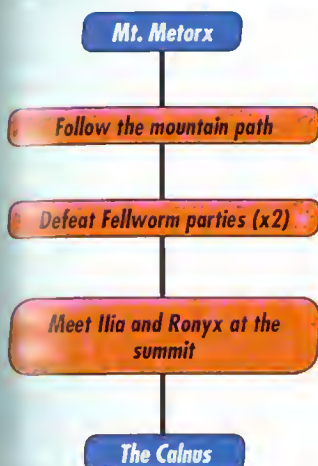 Mt. Metorx
Follow the mountain path
Defeat Fellworm parties (x2)
Meet Ilia and Ronyx at the
summit
The Calnus